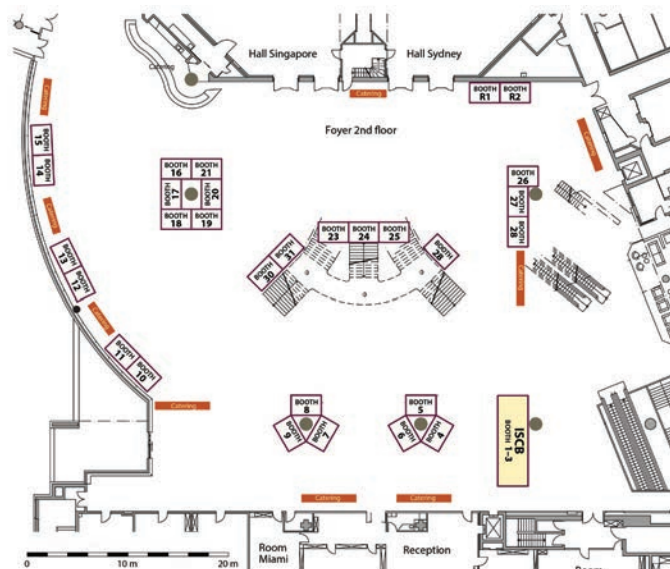 Hall Singapore
Hall Sydney
Catering
Catering
Catering
BOOTH R1
BOOTH R2
Foyer 2nd floor
Catering
BOOTH 15
BOOTH 14
BOOTH 16
BOOTH 21
BOOTH 17
BOOTH 20
BOOTH 18
BOOTH 19
BOOTH 26
BOOTH 27
BOOTH 28
Catering
BOOTH 23
BOOTH 24
BOOTH 25
BOOTH 28
BOOTH 31
BOOTH 30
BOOTH 13
BOOTH 12
Catering
Catering
BOOTH 11
BOOTH 10
Catering
BOOTH 8
BOOTH 9
BOOTH 7
BOOTH 5
BOOTH 6
BOOTH 4
ISCB
BOOTH 1-3
Catering
Catering
Room
Miami
Reception
Room
10 m
20 m